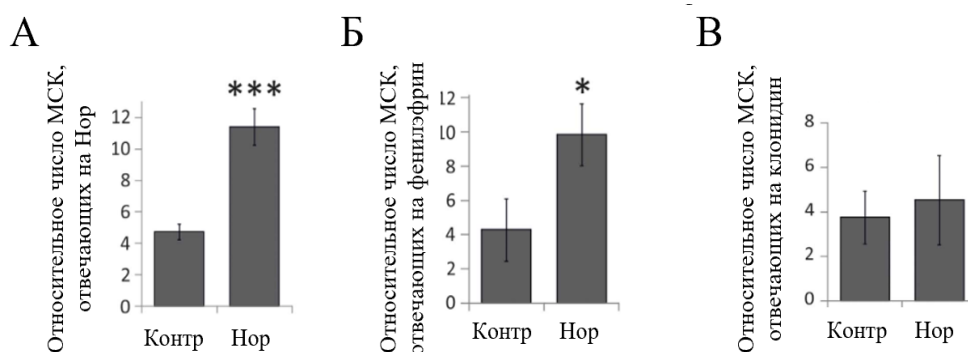 А
Относительное число МСК,
отвечающих на Нор
***
12
10
8
6
4
2
0
Контр
Нор
Б
Относительное число МСК,
отвечающих на фенилэфрин
*
12
10
8
6
4
2
0
Контр
Нор
В
Относительное число МСК,
отвечающих на клонидин
8
6
4
2
0
Контр
Нор